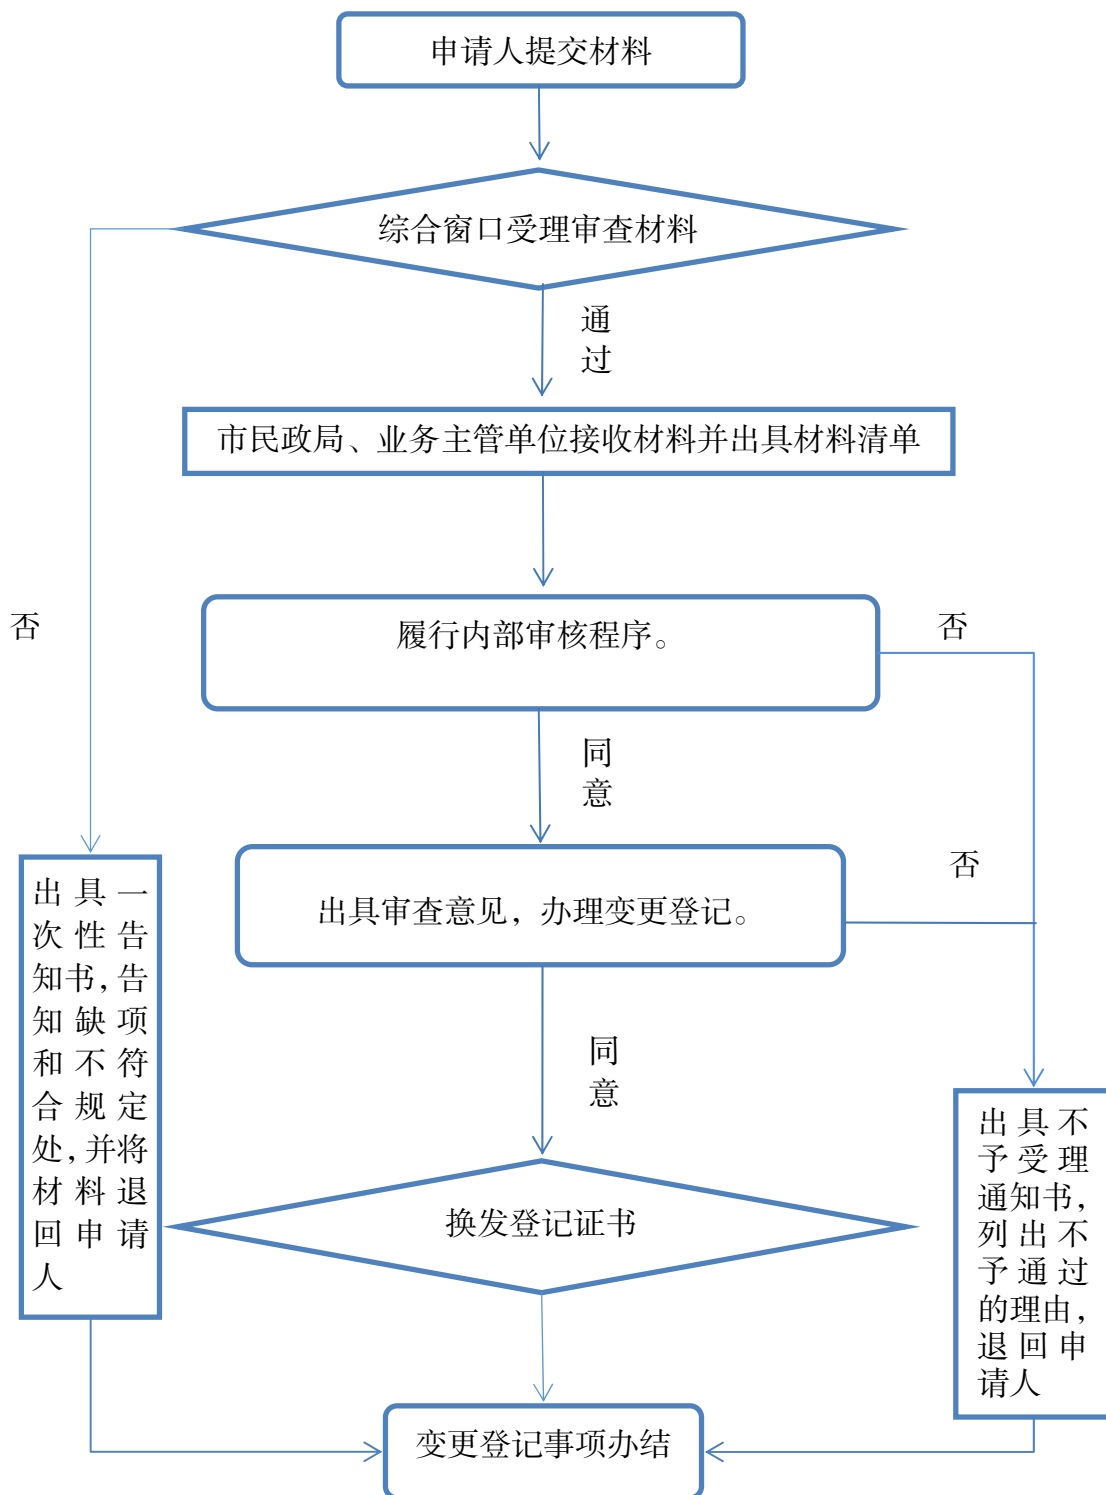 申请人提交材料
综合窗口受理审查材料
通
过
市民政局、业务主管单位接收材料并出具材料清单
否
履行内部审核程序。
否
同
意
出具审查意见，办理变更登记。
否
出具一
次性告
知书，告
知缺项
和不符
合规定
处，并将
材料退
回申请
人
同
意
换发登记证书
出具不
予受理
通知书，
列出不
予通过
的理由，
退回申
请人
变更登记事项办结